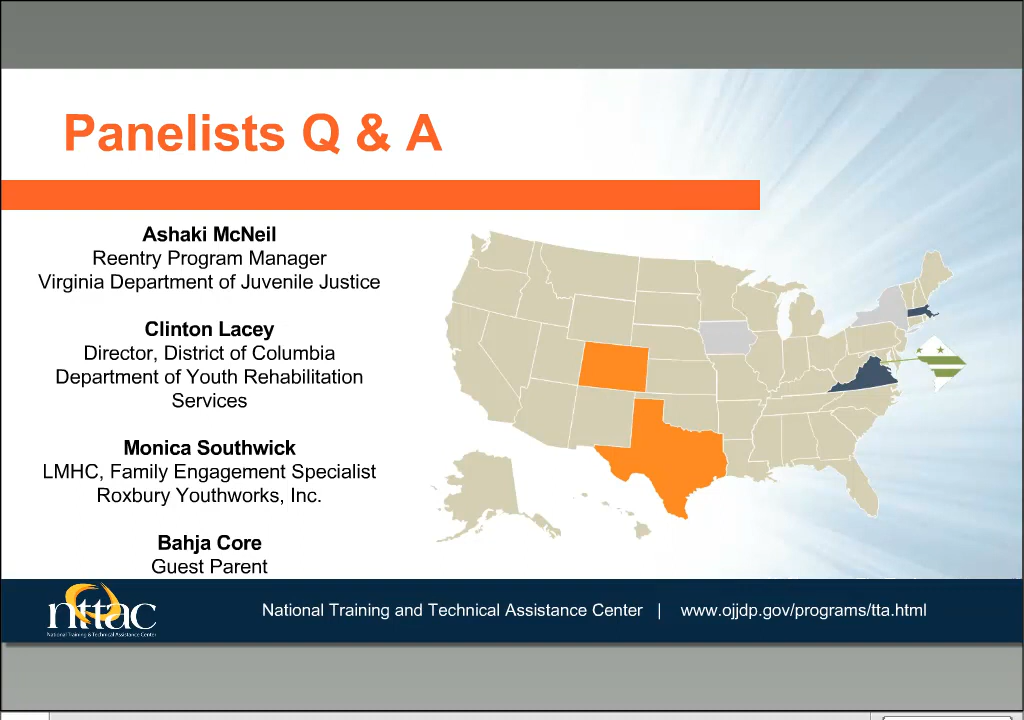 Panelists Q & A
Ashaki McNeil
Reentry Program Manager
Virginia Department of Juvenile Justice
Clinton Lacey
Director, District of Columbia
Department of Youth Rehabilitation
Services
Monica Southwick
LMHC, Family Engagement Specialist
Roxbury Youthworks, Inc.
Bahja Core
Guest Parent
nttac
National Training & Technical Assistance Center
National Training and Technical Assistance Center | www.ojjdp.gov/programs/tta.html